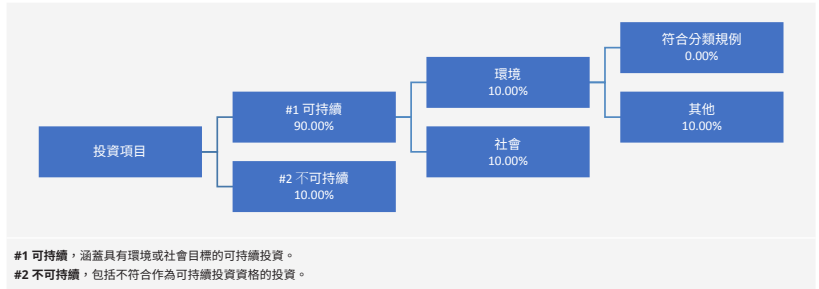 投資項目
#1 可持續
90.00%
#2 不可持續
10.00%
環境
10.00%
社會
10.00%
符合分類規例
0.00%
其他
10.00%
#1 可持續，涵蓋具有環境或社會目標的可持續投資。
#2 不可持續，包括不符合作為可持續投資資格的投資。